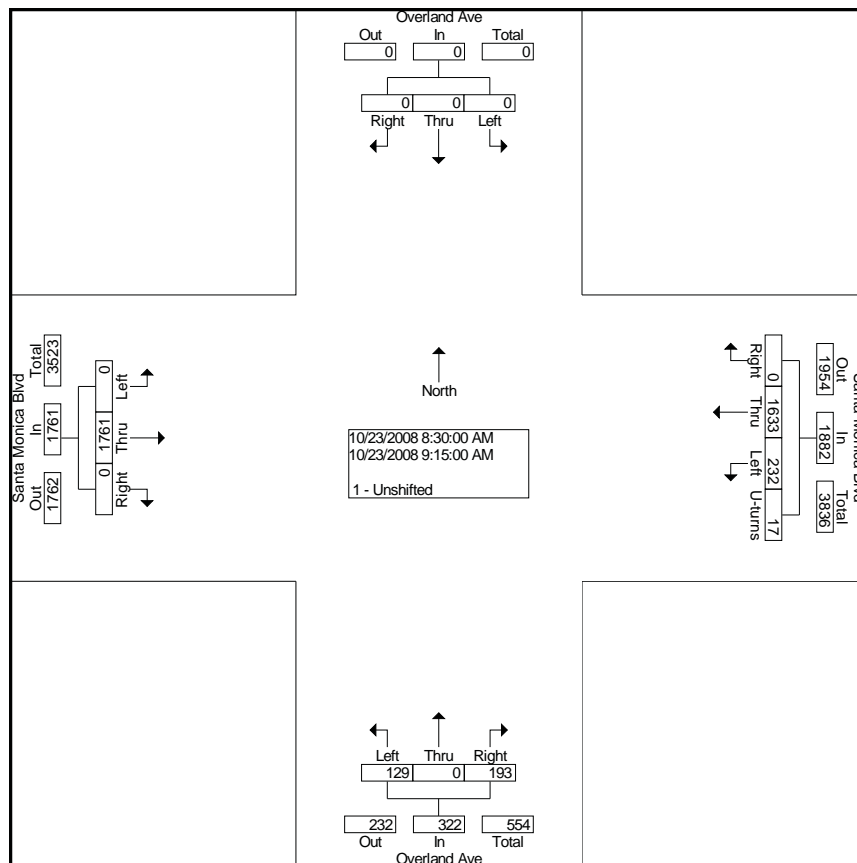 Overland Ave
Out In Total
0 0 0
0 0 0
Right Thru Left
Santa Monica Blvd
Total In Out
3523 1761 1762
0 1761 0
Left Thru Right
North
10/23/2008 8:30:00 AM
10/23/2008 9:15:00 AM
1 - Unshifted
Right Thru Left U-turns
0 1633 232 17
1954 1882 3836
Out In Total
Santa Monica Blvd
Left Thru Right
129 0 193
232 322 554
Out In Total
Overland Ave